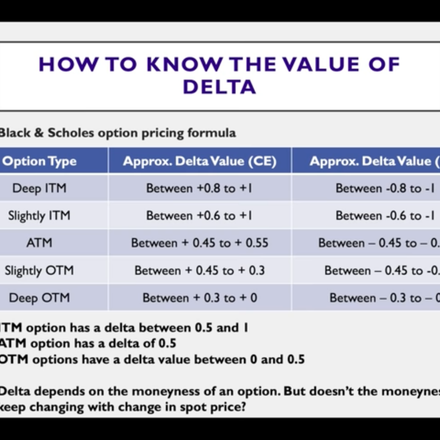 HOW TO KNOW THE VALUE OF
DELTA
Black & Scholes option pricing formula
Option Type Approx. Delta Value (CE) Approx. Delta Value (
Deep ITM Between +0.8 to +1 Between -0.8 to -1
Slightly ITM Between +0.6 to +1 Between -0.6 to -1
ATM Between + 0.45 to + 0.55 Between – 0.45 to – 0.
Slightly OTM Between + 0.45 to + 0.3 Between – 0.45 to -0.
Deep OTM Between + 0.3 to + 0 Between – 0.3 to – 0
ITM option has a delta between 0.5 and 1
ATM option has a delta of 0.5
OTM options have a delta value between 0 and 0.5
Delta depends on the moneyness of an option. But doesn't the moneynes
keep changing with change in spot price?